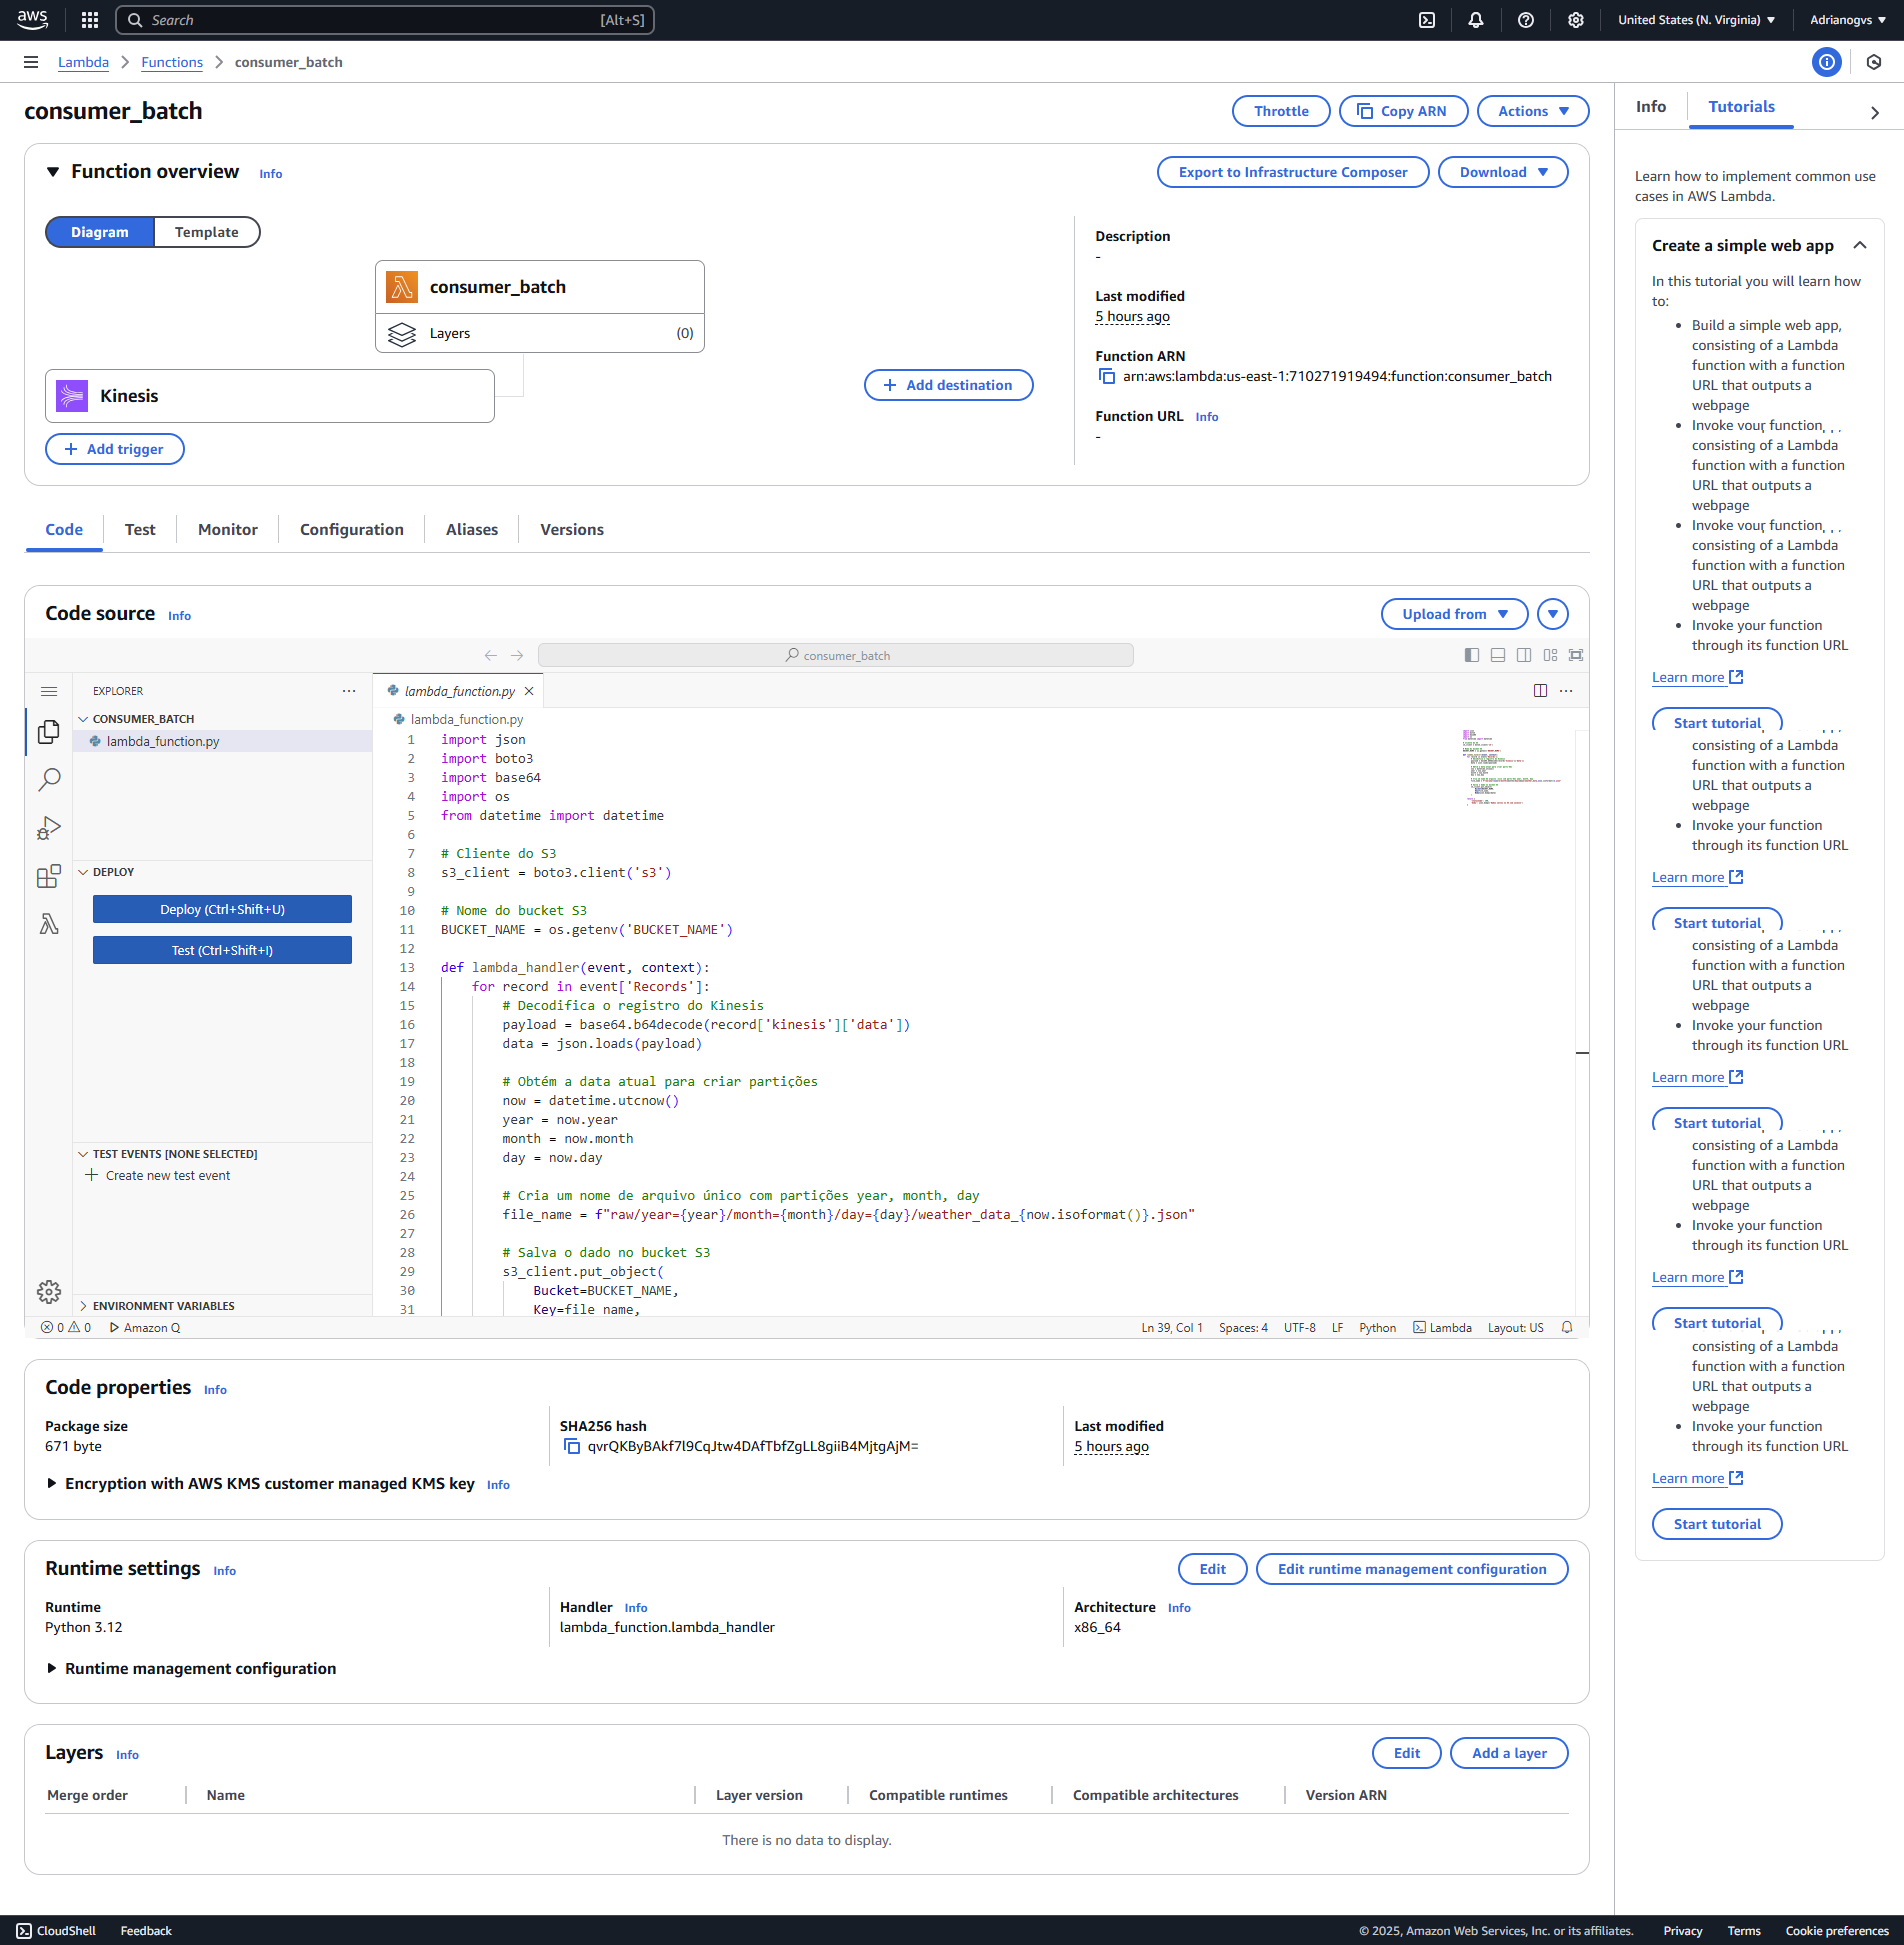 aws
Search
[Alt+S]
United States (N. Virginia)
Adrianogvs
Lambda
Functions
consumer_batch
consumer_batch
Throttle
Copy ARN
Actions
Function overview
Info
Export to Infrastructure Composer
Download
Diagram
Template
consumer_batch
Layers
(0)
Kinesis
Add trigger
Add destination
Description
-
Last modified
5 hours ago
Function ARN
arn:aws:lambda:us-east-1:710271919494:function:consumer_batch
Function URL
Info
-
Code
Test
Monitor
Configuration
Aliases
Versions
Code source
Info
Upload from
consumer_batch
EXPLORER
CONSUMER_BATCH
lambda_function.py
DEPLOY
Deploy (Ctrl+Shift+U)
Test (Ctrl+Shift+I)
TEST EVENTS [NONE SELECTED]
Create new test event
ENVIRONMENT VARIABLES
lambda_function.py
lambda_function.py
1 import json
2 import boto3
3 import base64
4 import os
5 from datetime import datetime
6
7 # Cliente do S3
8 s3_client = boto3.client('s3')
9
10 # Nome do bucket S3
11 BUCKET_NAME = os.getenv('BUCKET_NAME')
12
13 def lambda_handler(event, context):
14 for record in event['Records']:
15 # Decodifica o registro do Kinesis
16 payload = base64.b64decode(record['kinesis']['data'])
17 data = json.loads(payload)
18
19 # Obtém a data atual para criar partições
20 now = datetime.utcnow()
21 year = now.year
22 month = now.month
23 day = now.day
24
25 # Cria um nome de arquivo único com partições year, month, day
26 file_name = f"raw/year={year}/month={month}/day={day}/weather_data_{now.isoformat()}.json"
27
28 # Salva o dado no bucket S3
29 s3_client.put_object(
30 Bucket=BUCKET_NAME,
31 Key=file_name,
0 0
Amazon Q
Ln 39, Col 1
Spaces: 4
UTF-8
LF
Python
Lambda
Layout: US
Code properties
Info
Package size
671 byte
SHA256 hash
qvrQKByBAkf7l9CqJtw4DAfTbfZgLL8giiB4MjtgAjM=
Last modified
5 hours ago
Encryption with AWS KMS customer managed KMS key
Info
Runtime settings
Info
Edit
Edit runtime management configuration
Runtime
Python 3.12
Handler
Info
lambda_function.lambda_handler
Architecture
Info
x86_64
Runtime management configuration
Layers
Info
Edit
Add a layer
Merge order
Name
Layer version
Compatible runtimes
Compatible architectures
Version ARN
There is no data to display.
Info
Tutorials
Learn how to implement common use
cases in AWS Lambda.
Create a simple web app
In this tutorial you will learn how
to:
Build a simple web app,
consisting of a Lambda
function with a function
URL that outputs a
webpage
Invoke your function
consisting of a Lambda
function with a function
URL that outputs a
webpage
Invoke your function
consisting of a Lambda
function with a function
URL that outputs a
webpage
Invoke your function
through its function URL
Learn more
Start tutorial
consisting of a Lambda
function with a function
URL that outputs a
webpage
Invoke your function
through its function URL
Learn more
Start tutorial
consisting of a Lambda
function with a function
URL that outputs a
webpage
Invoke your function
through its function URL
Learn more
Start tutorial
consisting of a Lambda
function with a function
URL that outputs a
webpage
Invoke your function
through its function URL
Learn more
Start tutorial
consisting of a Lambda
function with a function
URL that outputs a
webpage
Invoke your function
through its function URL
Learn more
Start tutorial
CloudShell
Feedback
© 2025, Amazon Web Services, Inc. or its affiliates.
Privacy
Terms
Cookie preferences